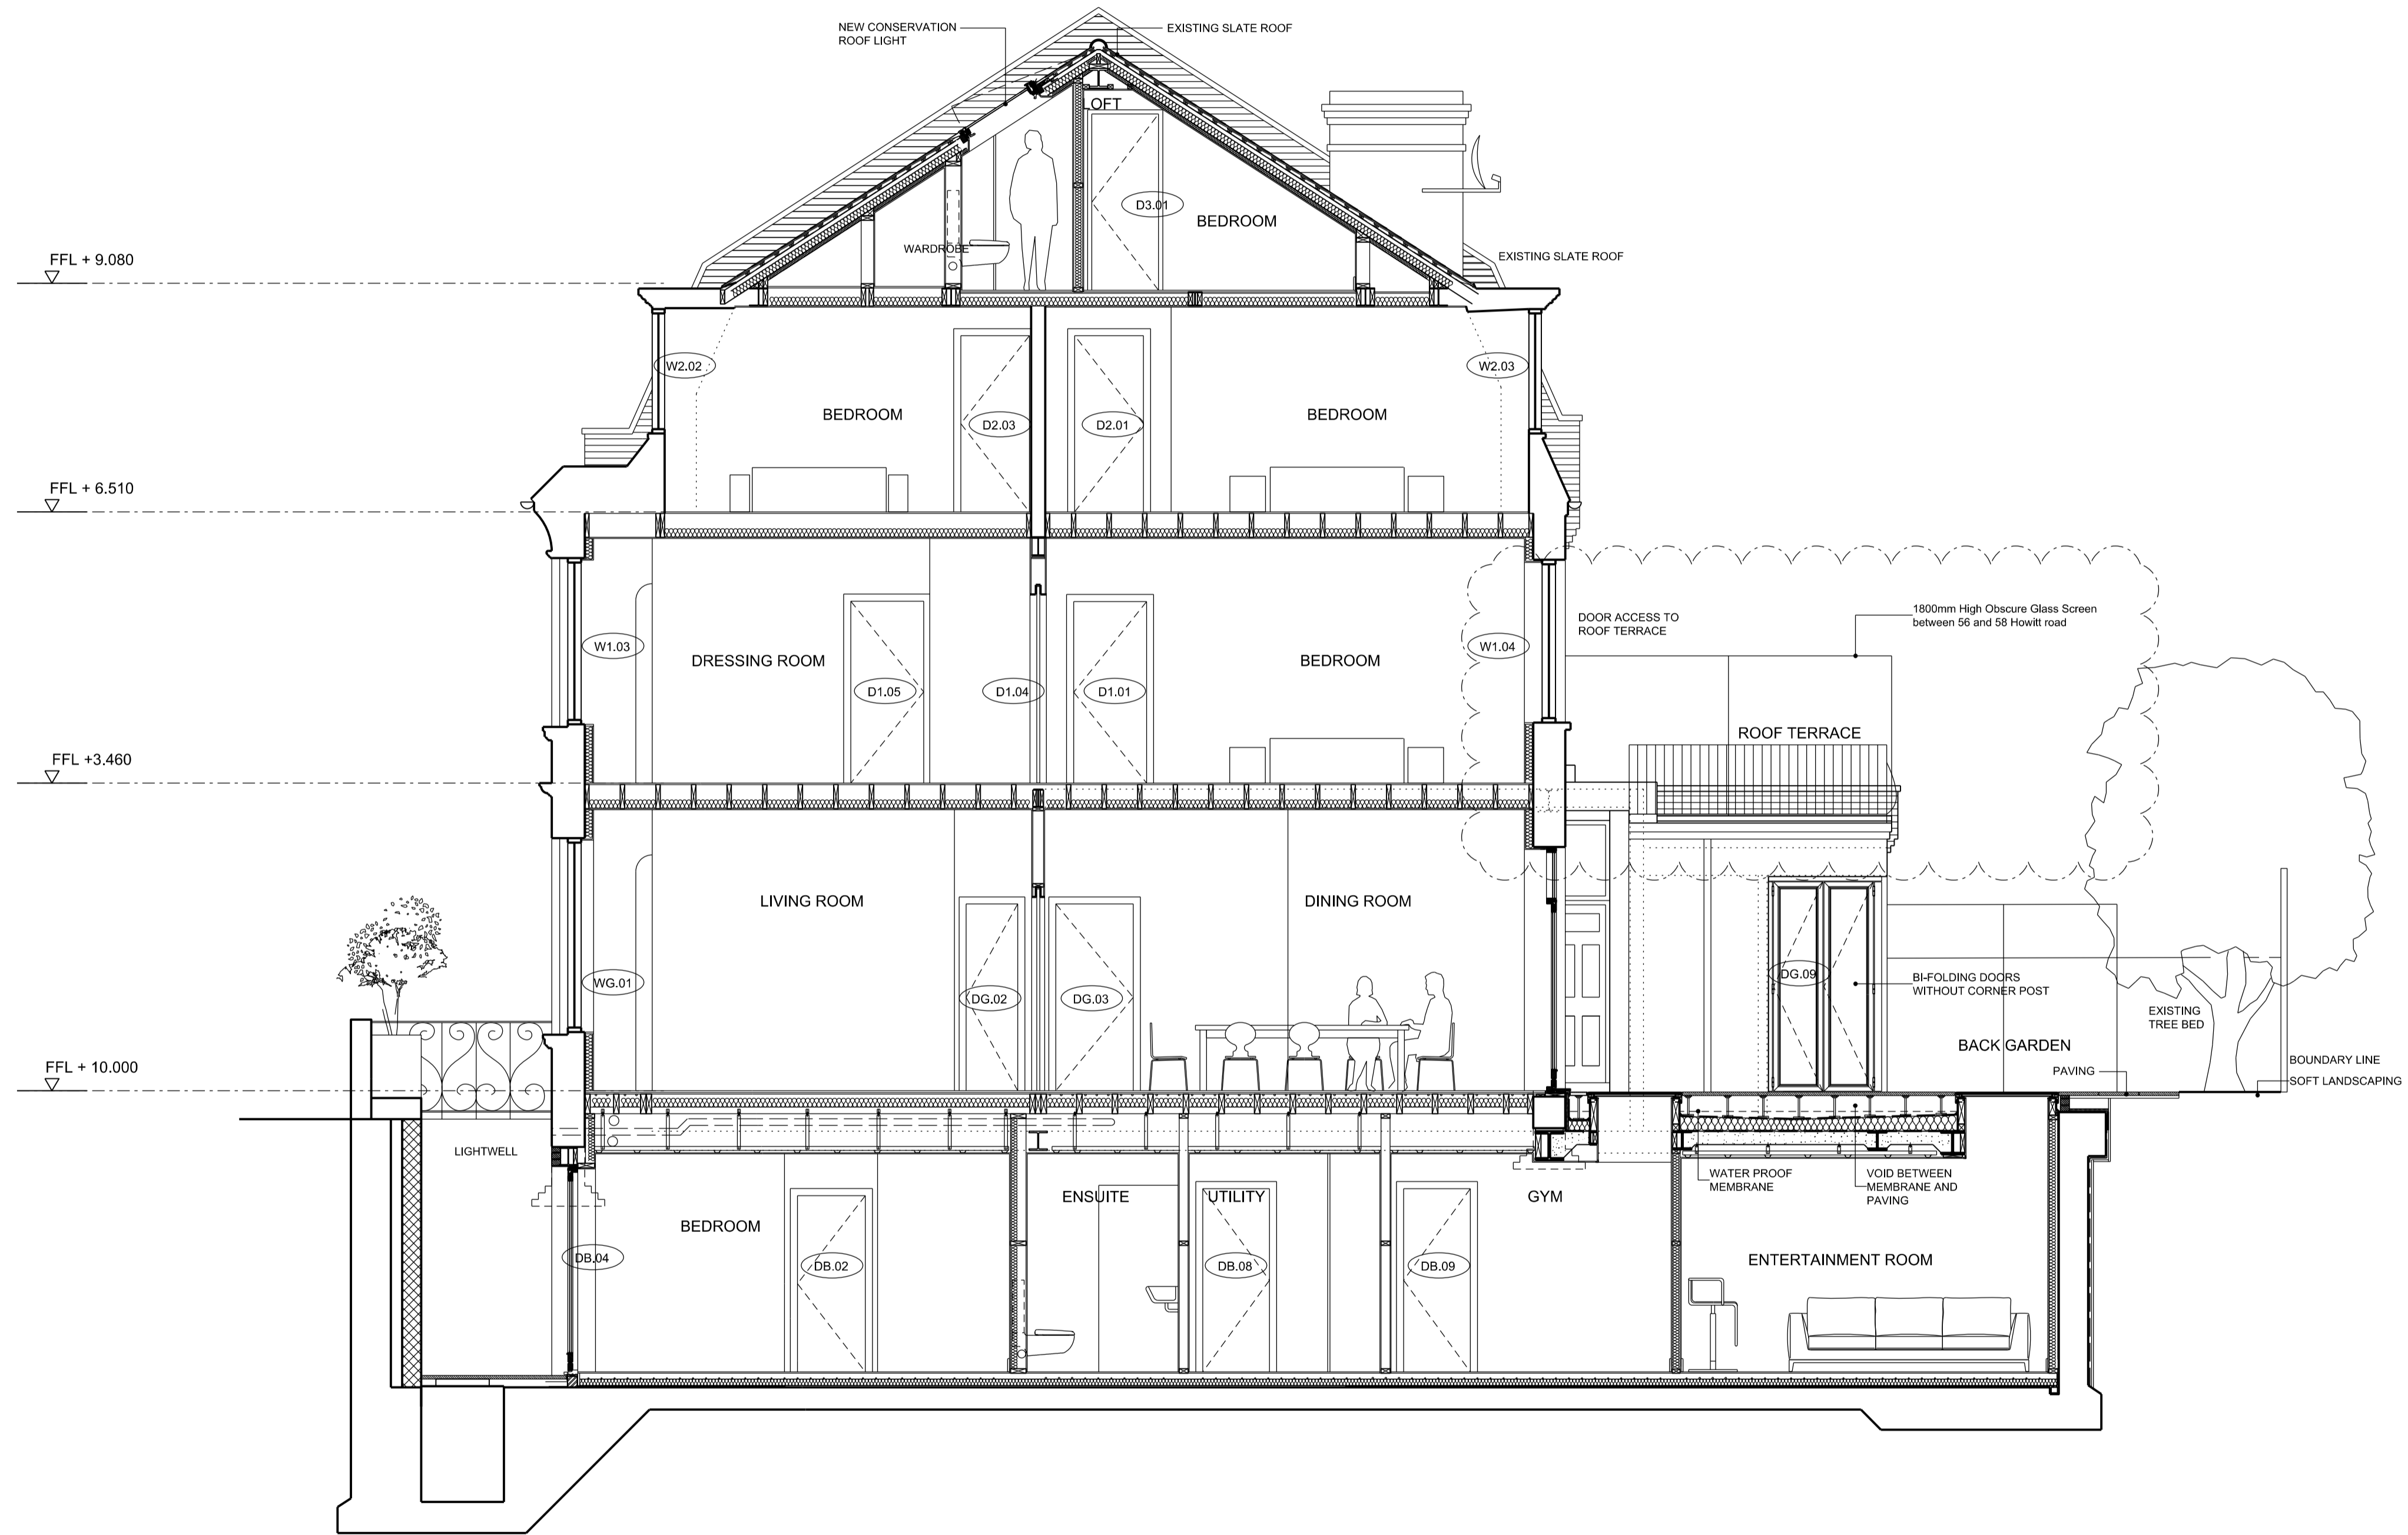 NEW CONSERVATION
ROOF LIGHT
EXISTING SLATE ROOF
LOFT
D3.01
BEDROOM
WARDROBE
EXISTING SLATE ROOF
FFL + 9.080
W2.02
W2.03
BEDROOM
D2.03
D2.01
BEDROOM
FFL + 6.510
DOOR ACCESS TO
ROOF TERRACE
1800mm High Obscure Glass Screen
between 56 and 58 Howitt road
W1.03
DRESSING ROOM
D1.05
D1.04
D1.01
BEDROOM
W1.04
ROOF TERRACE
FFL +3.460
LIVING ROOM
DINING ROOM
WG.01
DG.02
DG.03
DG.09
BI-FOLDING DOORS
WITHOUT CORNER POST
EXISTING
TREE BED
BACK GARDEN
BOUNDARY LINE
PAVING
SOFT LANDSCAPING
FFL + 10.000
LIGHTWELL
WATER PROOF
MEMBRANE
VOID BETWEEN
MEMBRANE AND
PAVING
BEDROOM
ENSUITE
UTILITY
GYM
DB.04
DB.02
DB.08
DB.09
ENTERTAINMENT ROOM